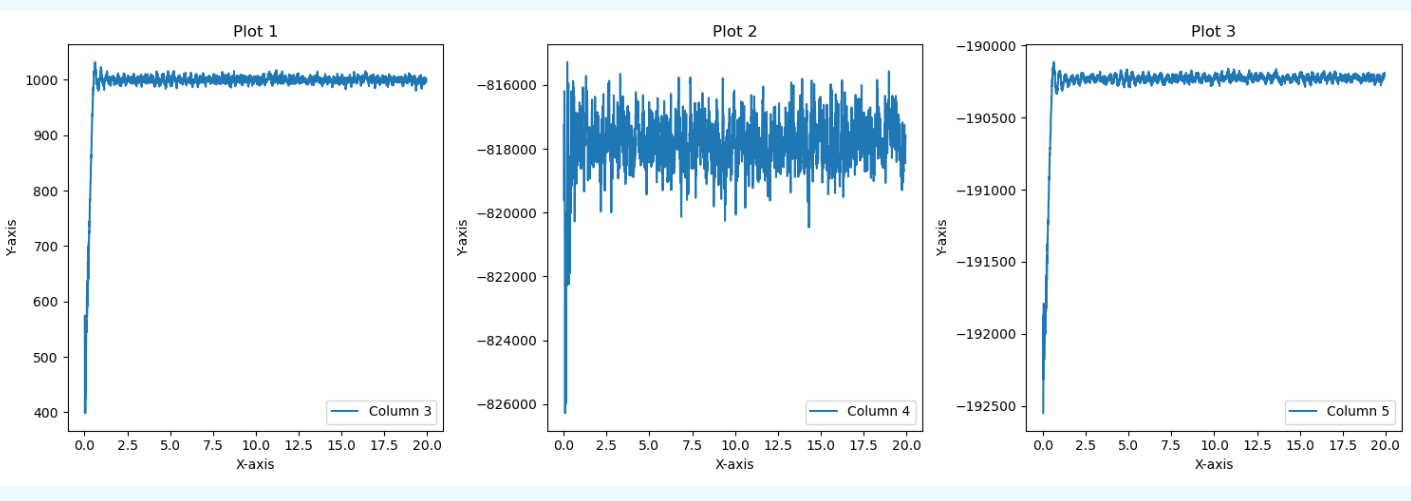 Plot 1
Y-axis
1000
900
800
700
600
500
400
0.0 2.5 5.0 7.5 10.0 12.5 15.0 17.5 20.0
X-axis
Column 3
Plot 2
Y-axis
−816000
−818000
−820000
−822000
−824000
−826000
0.0 2.5 5.0 7.5 10.0 12.5 15.0 17.5 20.0
X-axis
Column 4
Plot 3
Y-axis
−190000
−190500
−191000
−191500
−192000
−192500
0.0 2.5 5.0 7.5 10.0 12.5 15.0 17.5 20.0
X-axis
Column 5